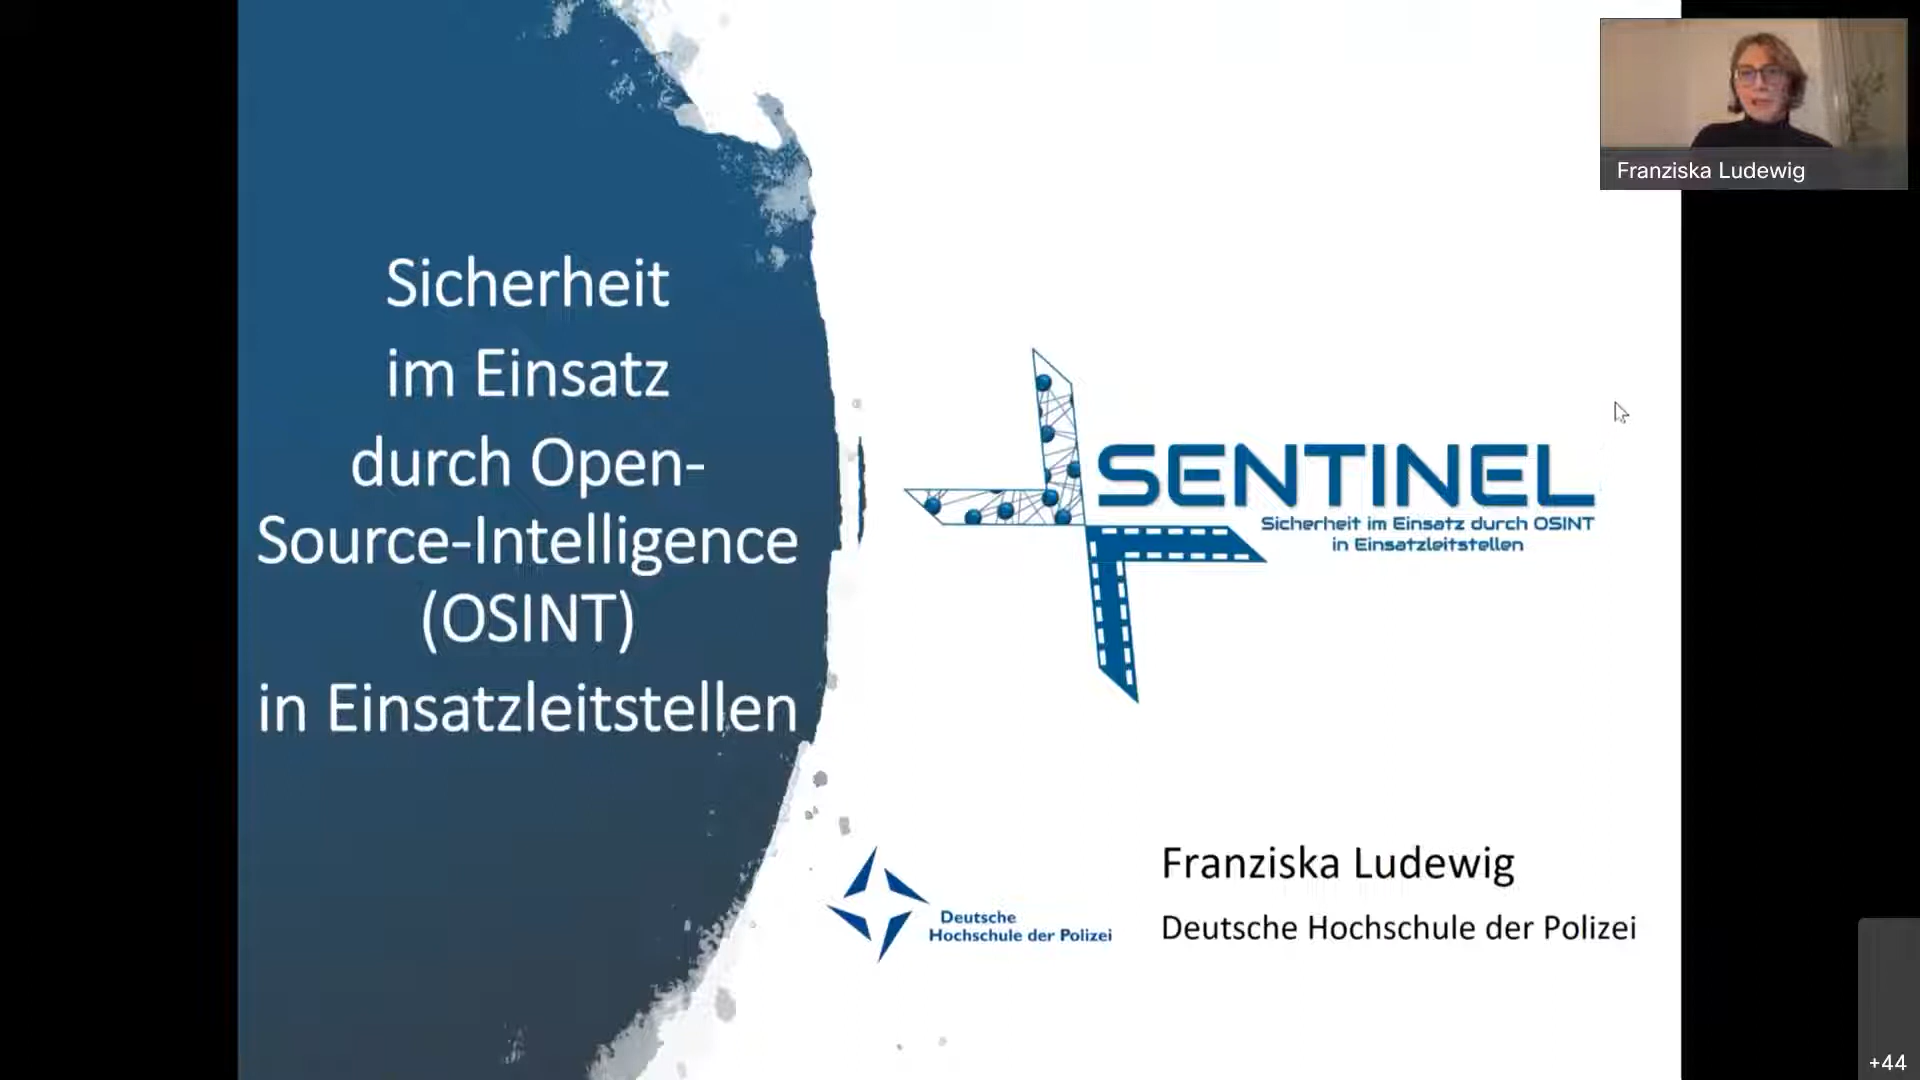 Sicherheit
im Einsatz
durch Open-
Source-Intelligence
(OSINT)
in Einsatzleitstellen
SENTINEL
Sicherheit im Einsatz durch OSINT
in Einsatzleitstellen
Deutsche
Hochschule der Polizei
Franziska Ludewig
Deutsche Hochschule der Polizei
Franziska Ludewig
+44